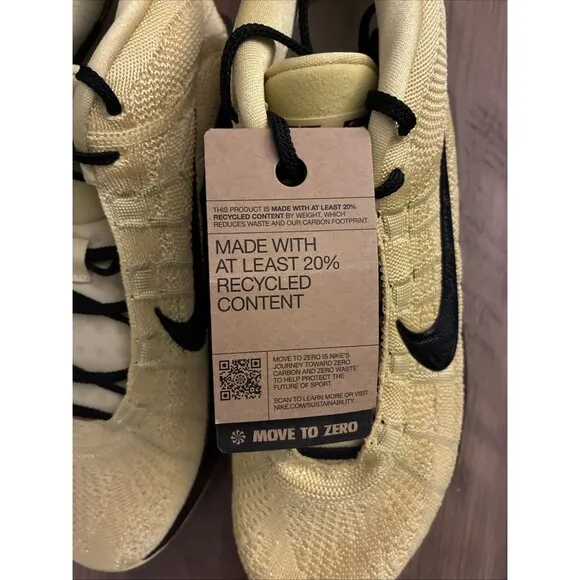 THIS PRODUCT IS MADE WITH AT LEAST 20%
RECYCLED CONTENT BY WEIGHT, WHICH
REDUCES WASTE AND OUR CARBON FOOTPRINT.
MADE WITH
AT LEAST 20%
RECYCLED
CONTENT
MOVE TO ZERO IS NIKE'S
JOURNEY TOWARD ZERO
CARBON AND ZERO WASTE
TO HELP PROTECT THE
FUTURE OF SPORT.
SCAN TO LEARN MORE OR VISIT
NIKE.COM/SUSTAINABILITY.
MOVE TO ZERO